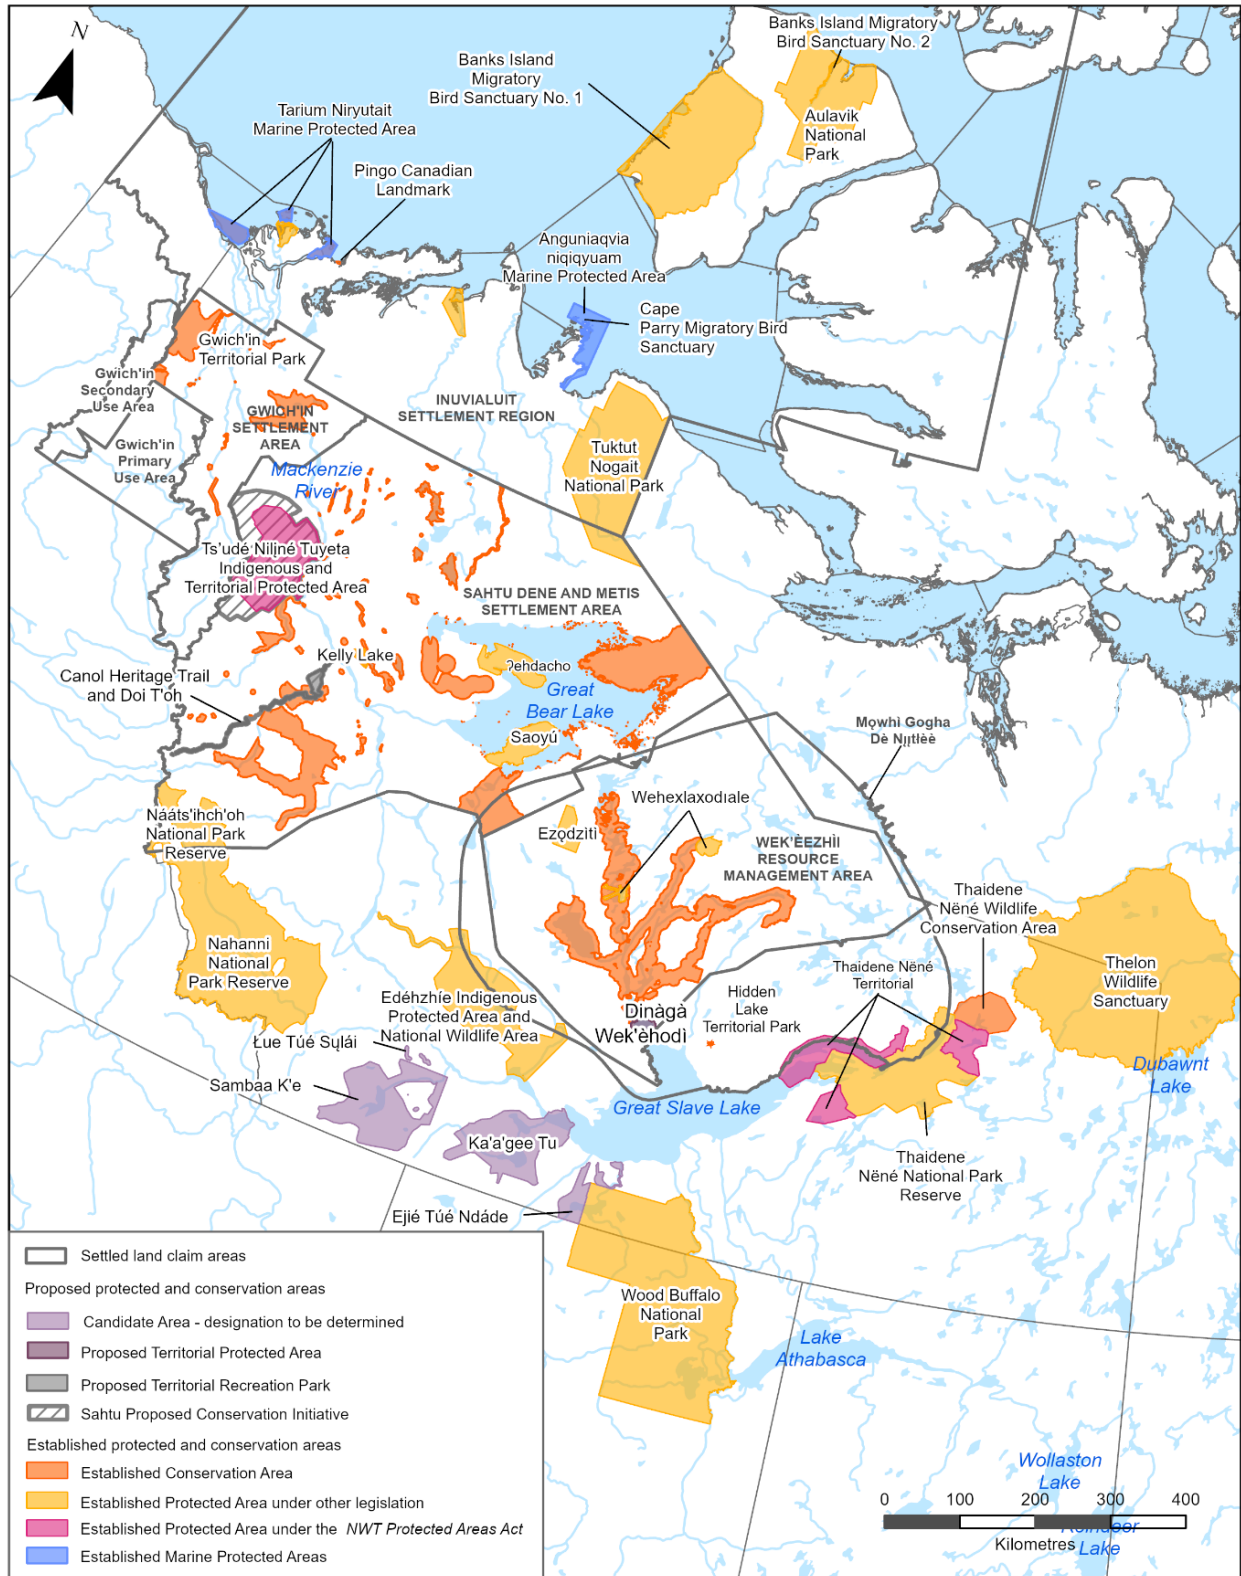 N
Banks Island Migratory
Bird Sanctuary No. 2
Banks Island
Migratory
Bird Sanctuary No. 1
Aulavik
National
Park
Tarium Niryutait
Marine Protected Area
Pingo Canadian
Landmark
Anguniaqvia
niqiqyuam
Marine Protected Area
Cape
Parry Migratory Bird
Sanctuary
Gwich'in
Territorial Park
Gwich'in
Secondary
Use Area
GWICH'IN
SETTLEMENT
AREA
INUVIALUIT
SETTLEMENT REGION
Gwich'in
Primary
Use Area
Mackenzie
River
Tuktut
Nogait
National Park
Ts'udé Nilįné Tuyeta
Indigenous and
Territorial Protected Area
SAHTU DENE AND METIS
SETTLEMENT AREA
Kelly Lake
Canol Heritage Trail
and Doi T'oh
Ɂehdacho
Great
Bear Lake
Saoyú
Mǫwhì Gogha
Dè Nı̨ı̨tłèè
Nááts'ihch'oh
National Park
Reserve
Ezǫdzìtì
Wehexlaxodıale
WEK'ÈEZHÌI
RESOURCE
MANAGEMENT AREA
Thaidene
Nëné Wildlife
Conservation Area
Nahanni
National
Park Reserve
Thelon
Wildlife
Sanctuary
Edéhzhíe Indigenous
Protected Area and
National Wildlife Area
Thaidene Nëné
Territorial
Dınàgà
Wek'èhodì
Hidden
Lake
Territorial Park
Łue Túé Sųlái
Sambaa K'e
Dubawnt
Lake
Great Slave Lake
Ka'a'gee Tu
Thaidene
Nëné National Park
Reserve
Ejié Túé Ndáde
Wood Buffalo
National
Park
Lake
Athabasca
Wollaston
Lake
Reindeer
Lake
0 100 200 300 400
Kilometres
Settled land claim areas
Proposed protected and conservation areas
Candidate Area - designation to be determined
Proposed Territorial Protected Area
Proposed Territorial Recreation Park
Sahtu Proposed Conservation Initiative
Established protected and conservation areas
Established Conservation Area
Established Protected Area under other legislation
Established Protected Area under the NWT Protected Areas Act
Established Marine Protected Areas